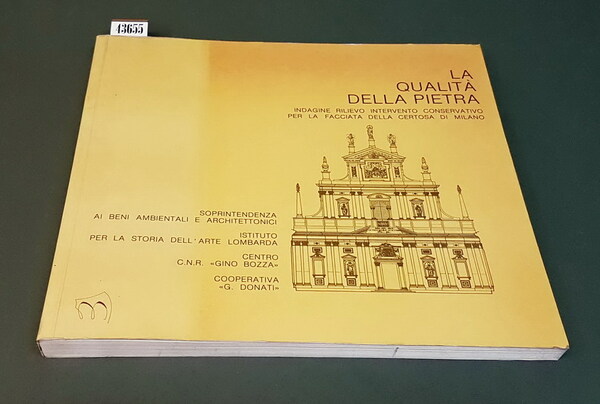 43655
LA
QUALITÀ
DELLA PIETRA
INDAGINE RILIEVO INTERVENTO CONSERVATIVO
PER LA FACCIATA DELLA CERTOSA DI MILANO
SOPRINTENDENZA
AI BENI AMBIENTALI E ARCHITETTONICI
ISTITUTO
PER LA STORIA DELL'ARTE LOMBARDA
CENTRO
C.N.R. «GINO BOZZA»
COOPERATIVA
«G. DONATI»